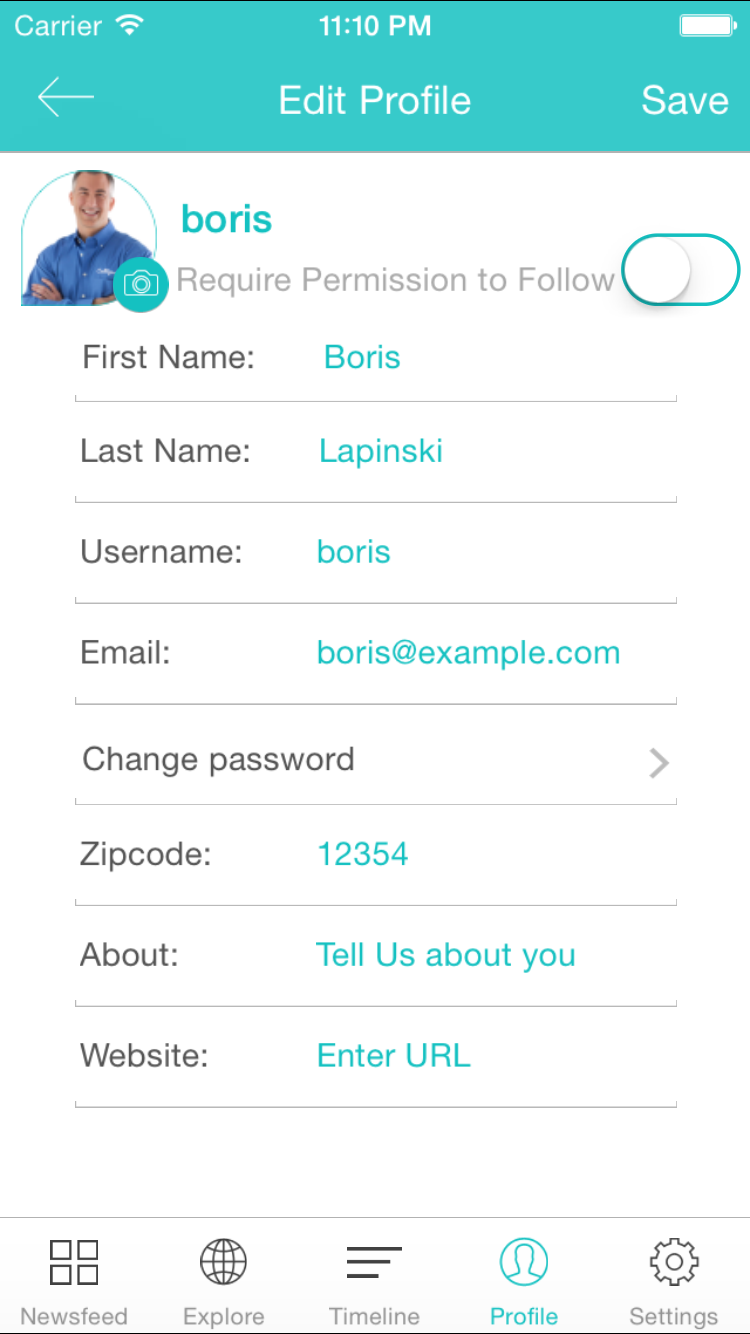 Carrier 11:10 PM
Edit Profile Save
boris
Require Permission to Follow
First Name: Boris
Last Name: Lapinski
Username: boris
Email: boris@example.com
Change password
Zipcode: 12354
About: Tell Us about you
Website: Enter URL
Newsfeed Explore Timeline Profile Settings